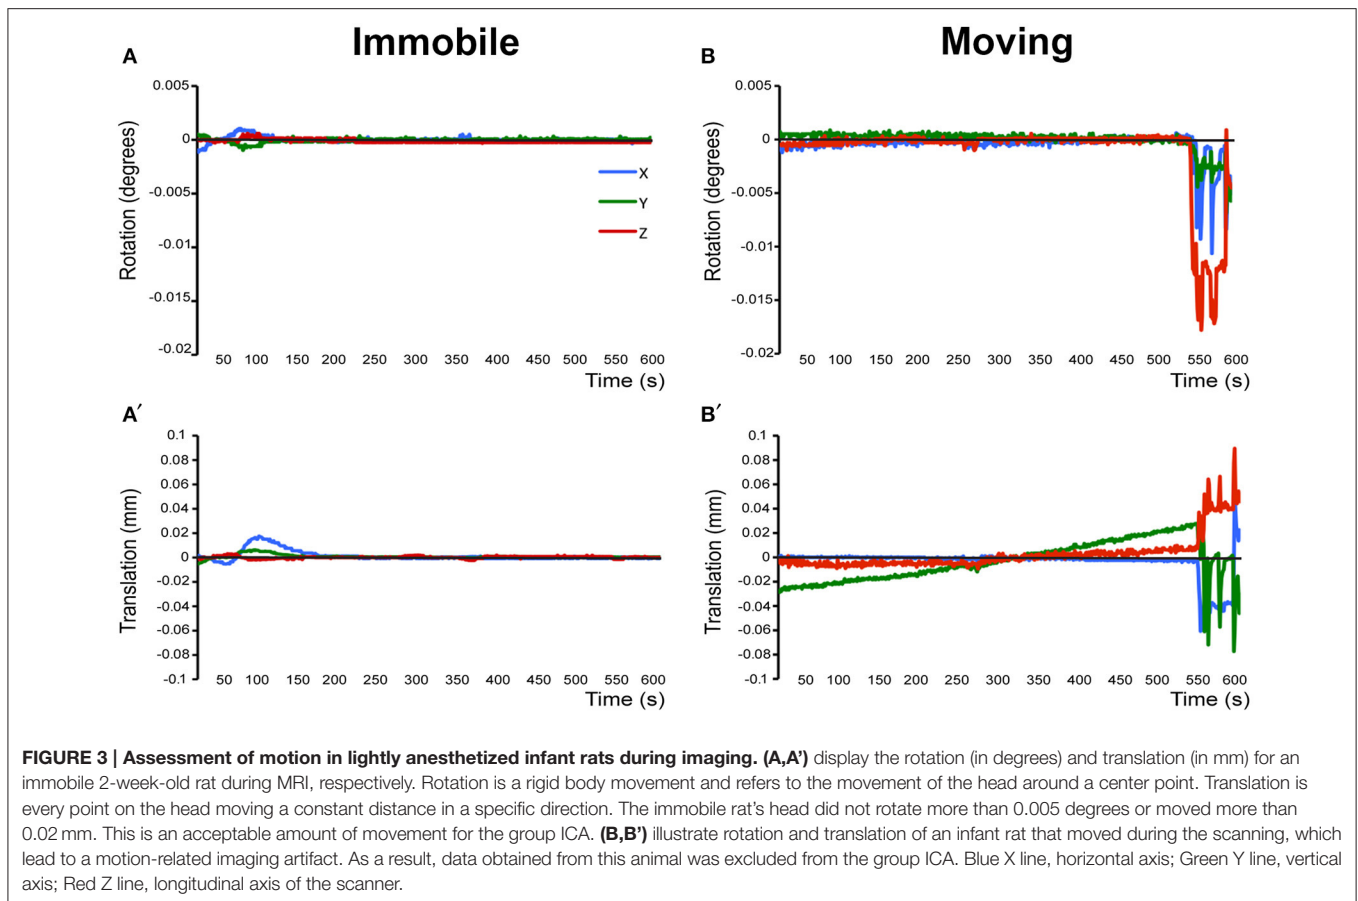 Immobile
Moving
A
0.005
0
-0.005
-0.01
-0.015
-0.02
Rotation (degrees)
X
Y
Z
50 100 150 200 250 300 350 400 450 500 550 600
Time (s)
B
0.005
0
-0.005
-0.01
-0.015
-0.02
Rotation (degrees)
50 100 150 200 250 300 350 400 450 500 550 600
Time (s)
A′
0.1
0.08
0.06
0.04
0.02
0
-0.02
-0.04
-0.06
-0.08
-0.1
Translation (mm)
50 100 150 200 250 300 350 400 450 500 550 600
Time (s)
B′
0.1
0.08
0.06
0.04
0.02
0
-0.02
-0.04
-0.06
-0.08
-0.1
Translation (mm)
50 100 150 200 250 300 350 400 450 500 550 600
Time (s)
FIGURE 3 | Assessment of motion in lightly anesthetized infant rats during imaging. (A,A’) display the rotation (in degrees) and translation (in mm) for an
immobile 2-week-old rat during MRI, respectively. Rotation is a rigid body movement and refers to the movement of the head around a center point. Translation is
every point on the head moving a constant distance in a specific direction. The immobile rat’s head did not rotate more than 0.005 degrees or moved more than
0.02 mm. This is an acceptable amount of movement for the group ICA. (B,B’) illustrate rotation and translation of an infant rat that moved during the scanning, which
lead to a motion-related imaging artifact. As a result, data obtained from this animal was excluded from the group ICA. Blue X line, horizontal axis; Green Y line, vertical
axis; Red Z line, longitudinal axis of the scanner.